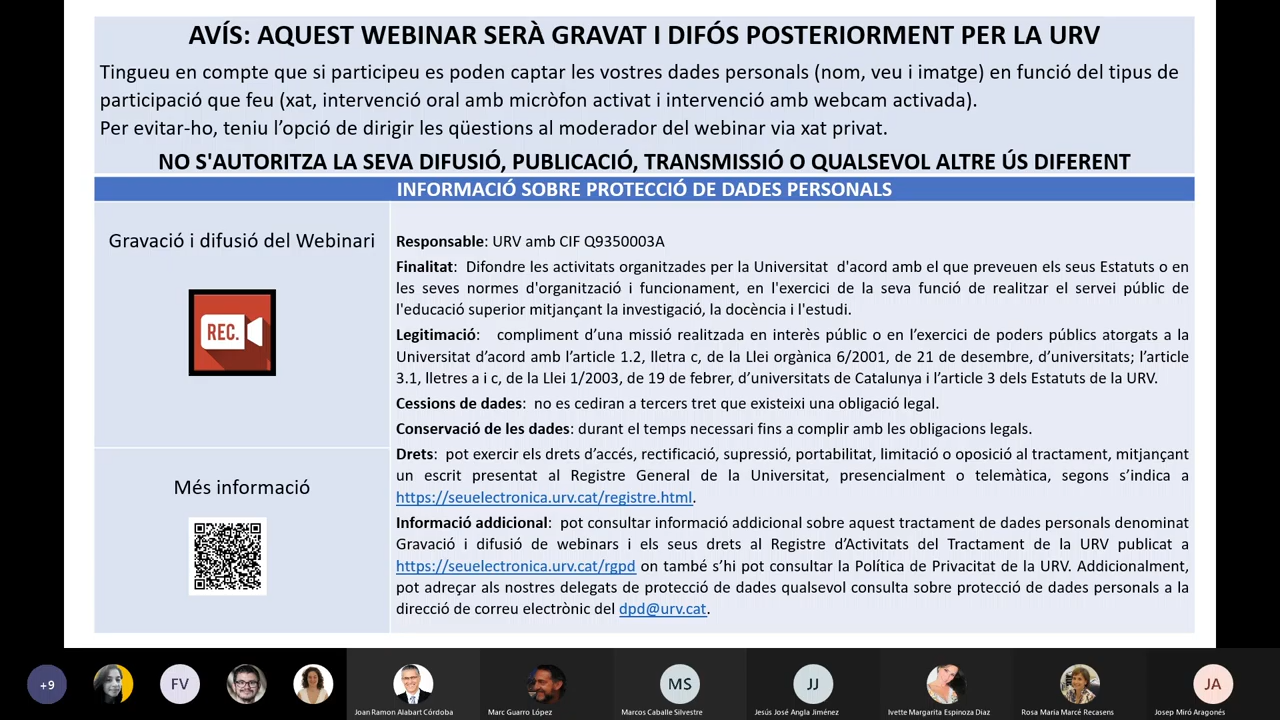 AVÍS: AQUEST WEBINAR SERÀ GRAVAT I DIFÓS POSTERIORMENT PER LA URV
Tingueu en compte que si participeu es poden captar les vostres dades personals (nom, veu i imatge) en funció del tipus de
participació que feu (xat, intervenció oral amb micròfon activat i intervenció amb webcam activada).
Per evitar-ho, teniu l’opció de dirigir les qüestions al moderador del webinar via xat privat.
NO S'AUTORITZA LA SEVA DIFUSIÓ, PUBLICACIÓ, TRANSMISSIÓ O QUALSEVOL ALTRE ÚS DIFERENT
INFORMACIÓ SOBRE PROTECCIÓ DE DADES PERSONALS
Gravació i difusió del Webinari
REC.
Més informació
Responsable: URV amb CIF Q9350003A
Finalitat: Difondre les activitats organitzades per la Universitat d'acord amb el que preveuen els seus Estatuts o en
les seves normes d'organització i funcionament, en l'exercici de la seva funció de realitzar el servei públic de
l'educació superior mitjançant la investigació, la docència i l'estudi.
Legitimació: compliment d’una missió realitzada en interès públic o en l’exercici de poders públics atorgats a la
Universitat d’acord amb l’article 1.2, lletra c, de la Llei orgànica 6/2001, de 21 de desembre, d’universitats; l’article
3.1, lletres a i c, de la Llei 1/2003, de 19 de febrer, d’universitats de Catalunya i l’article 3 dels Estatuts de la URV.
Cessions de dades: no es cediran a tercers tret que existeixi una obligació legal.
Conservació de les dades: durant el temps necessari fins a complir amb les obligacions legals.
Drets: pot exercir els drets d’accés, rectificació, supressió, portabilitat, limitació o oposició al tractament, mitjançant
un escrit presentat al Registre General de la Universitat, presencialment o telemàtica, segons s’indica a
https://seuelectronica.urv.cat/registre.html.
Informació addicional: pot consultar informació addicional sobre aquest tractament de dades personals denominat
Gravació i difusió de webinars i els seus drets al Registre d’Activitats del Tractament de la URV publicat a
https://seuelectronica.urv.cat/rgpd on també s’hi pot consultar la Política de Privacitat de la URV. Addicionalment,
pot adreçar als nostres delegats de protecció de dades qualsevol consulta sobre protecció de dades personals a la
direcció de correu electrònic del dpd@urv.cat.
+9
FV
MS
JJ
JA
Joan Ramon Alabart Córdoba
Marc Guarro López
Marcos Caballe Silvestre
Jesús José Angla Jiménez
Ivette Margarita Espinoza Diaz
Rosa Maria Marcé Recasens
Josep Miró Aragonés